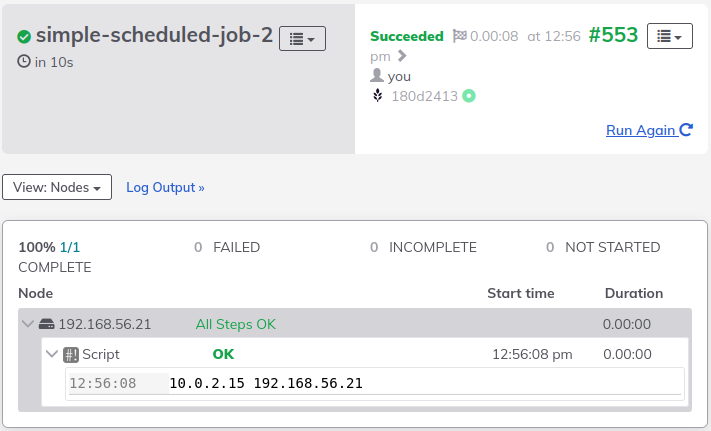 simple-scheduled-job-2
in 10s
Succeeded 0.00:08 at 12:56 pm
#553
you
180d2413
Run Again
View: Nodes
Log Output »
100% 1/1 COMPLETE
0 FAILED
0 INCOMPLETE
0 NOT STARTED
Node Start time Duration
192.168.56.21 All Steps OK 0.00:00
#! Script OK 12:56:08 pm 0.00:00
12:56:08 10.0.2.15 192.168.56.21